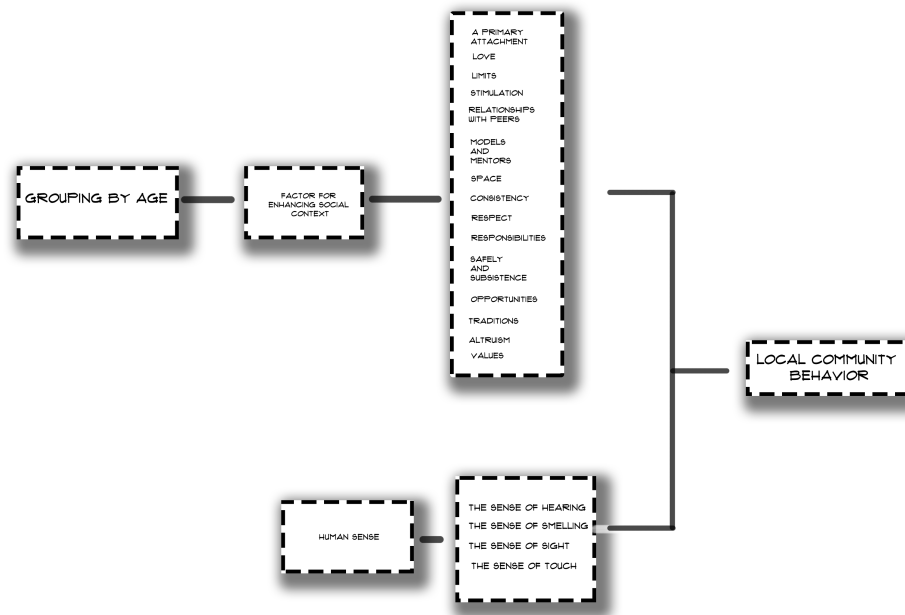 GROUPING BY AGE
FACTOR FOR
ENHANCING SOCIAL
CONTEXT
A PRIMARY
ATTACHMENT
LOVE
LIMITS
STIMULATION
RELATIONSHIPS
WITH PEERS
MODELS
AND
MENTORS
SPACE
CONSISTENCY
RESPECT
RESPONSIBILITIES
SAFELY
AND
SUBSISTENCE
OPPORTUNITIES
TRADITIONS
ALTRUISM
VALUES
LOCAL COMMUNITY
BEHAVIOR
HUMAN SENSE
THE SENSE OF HEARING
THE SENSE OF SMELLING
THE SENSE OF SIGHT
THE SENSE OF TOUCH